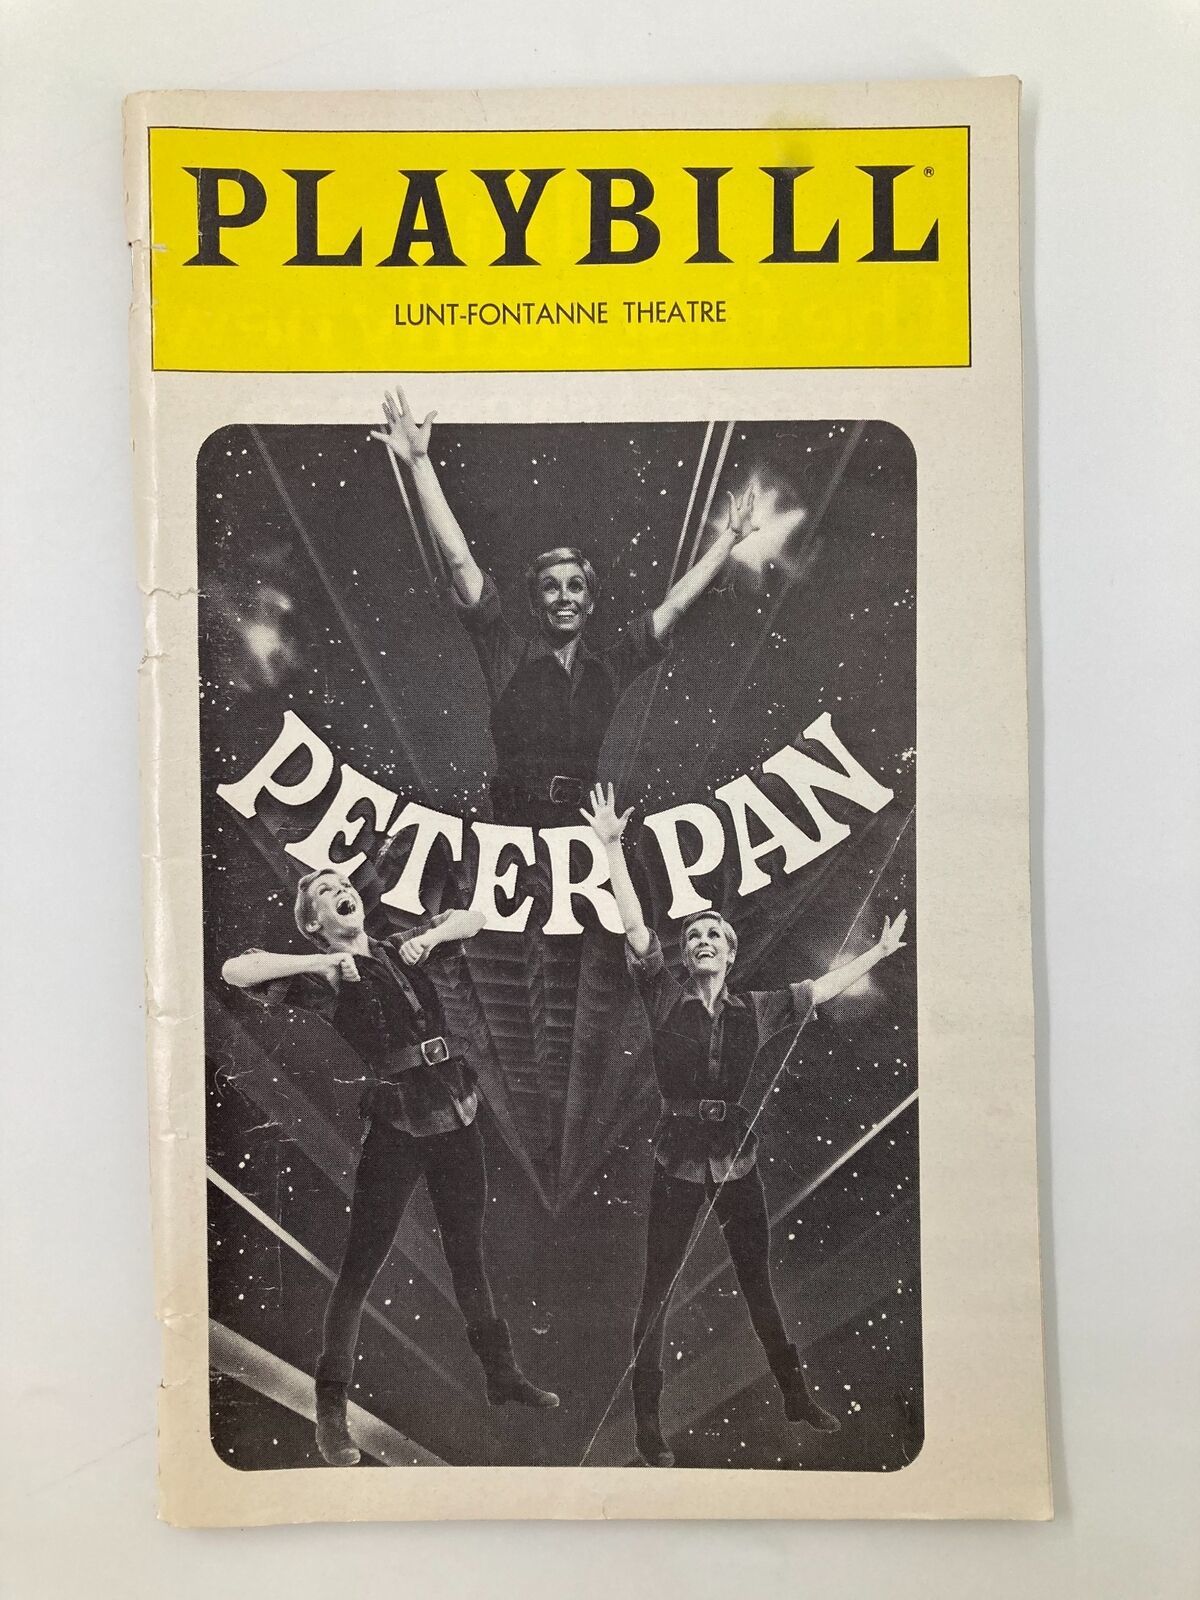 PLAYBILL®
LUNT-FONTANNE THEATRE
PETER PAN